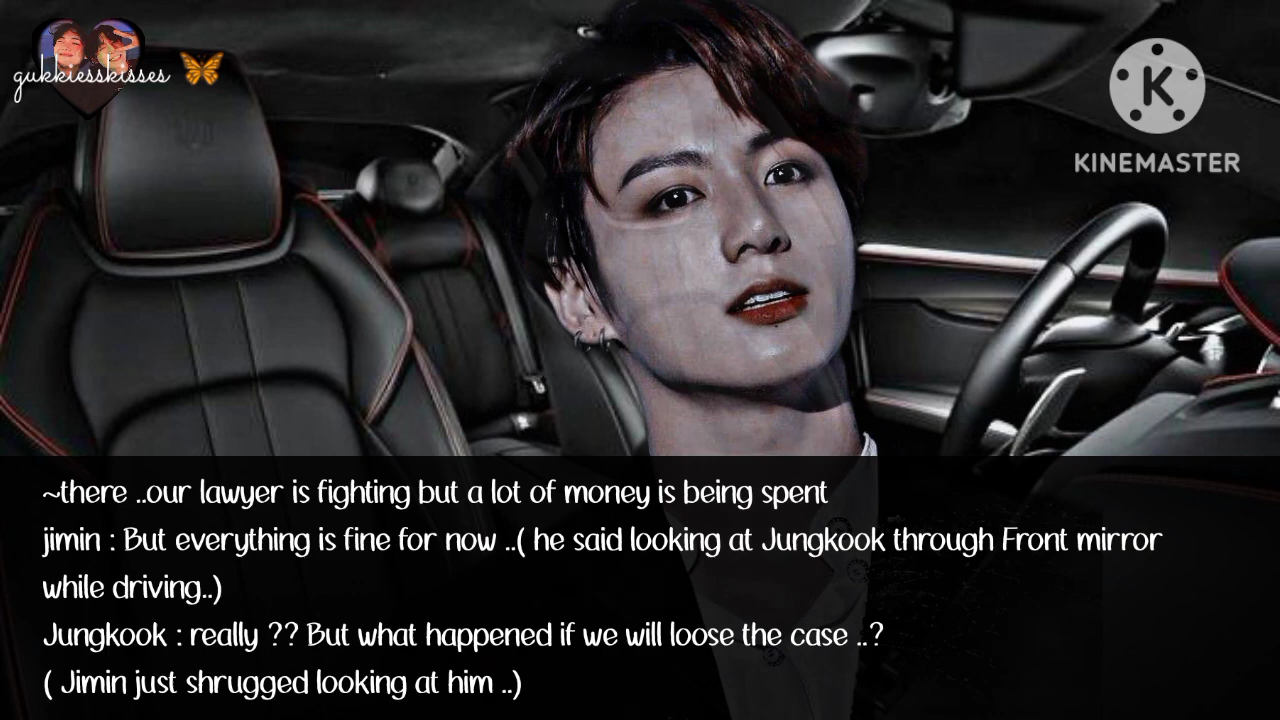 gukkiesskisses
K
KINEMASTER
~there ..our lawyer is fighting but a lot of money is being spent
jimin : But everything is fine for now ..( he said looking at Jungkook through Front mirror
while driving..)
Jungkook : really ?? But what happened if we will loose the case ..?
( Jimin just shrugged looking at him ..)